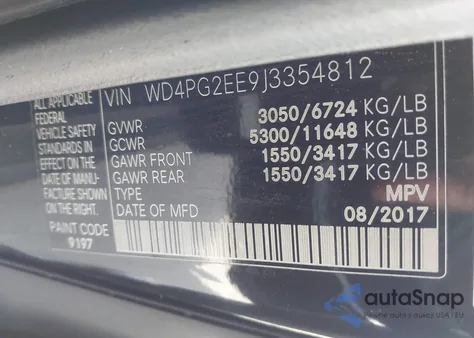 ALL APPLICABLE
FEDERAL
VEHICLE SAFETY
STANDARDS IN
EFFECT ON THE
DATE OF MANU-
FACTURE SHOWN
ON THE RIGHT.
PAINT CODE
9197
VIN WD4PG2EE9J3354812
GVWR 3050/6724 KG/LB
GCWR 5300/11648 KG/LB
GAWR FRONT 1550/3417 KG/LB
GAWR REAR 1550/3417 KG/LB
TYPE MPV
DATE OF MFD 08/2017
autoSnap